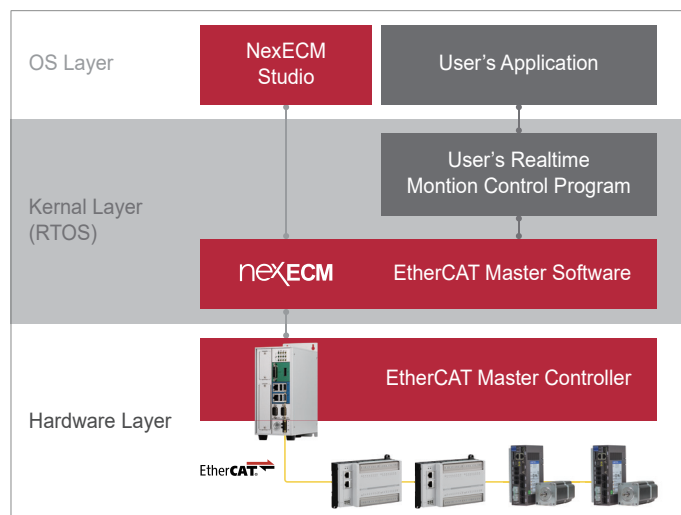 OS Layer
NexECM
Studio
User's Application
Kernal Layer
(RTOS)
User's Realtime
Montion Control Program
nexECM
EtherCAT Master Software
Hardware Layer
EtherCAT Master Controller
EtherCAT